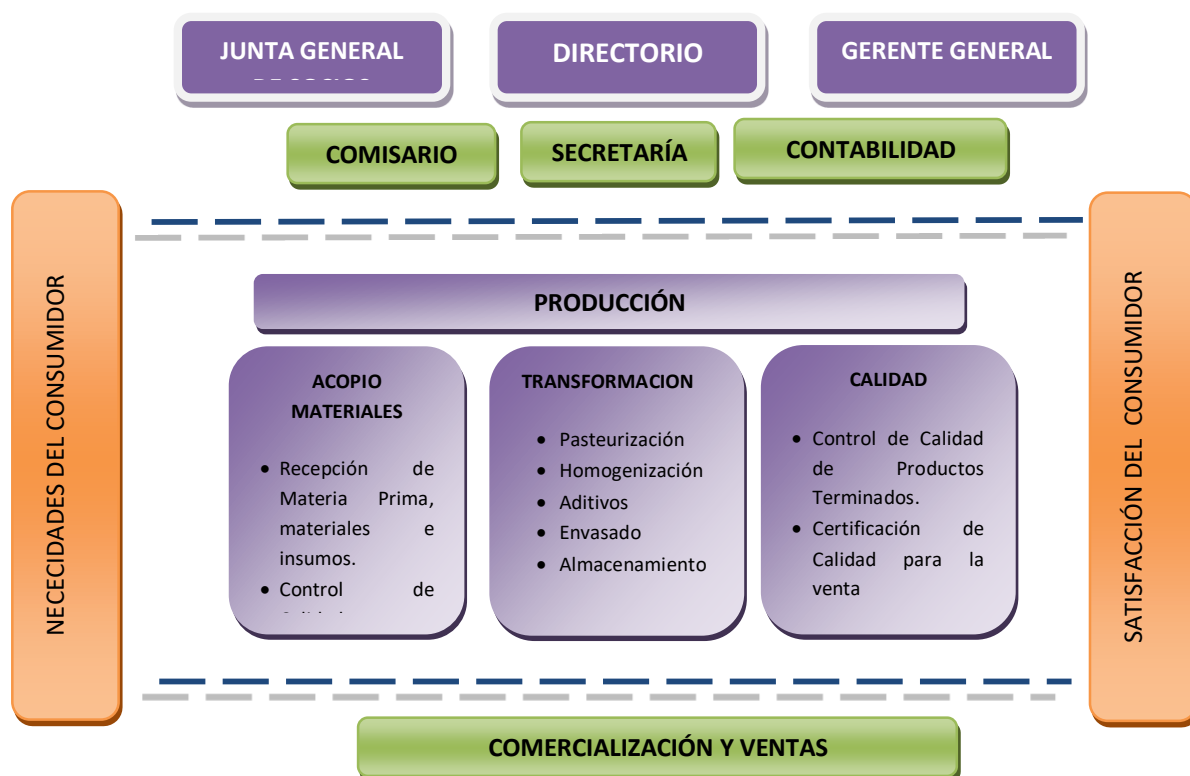 JUNTA GENERAL
DIRECTORIO
GERENTE GENERAL
COMISARIO
SECRETARÍA
CONTABILIDAD
NECECIDADES DEL CONSUMIDOR
PRODUCCIÓN
ACOPIO
MATERIALES
• Recepción de
Materia Prima,
materiales e
insumos.
• Control de
TRANSFORMACION
• Pasteurización
• Homogenización
• Aditivos
• Envasado
• Almacenamiento
CALIDAD
• Control de Calidad
de Productos
Terminados.
• Certificación de
Calidad para la
venta
SATISFACCIÓN DEL CONSUMIDOR
COMERCIALIZACIÓN Y VENTAS